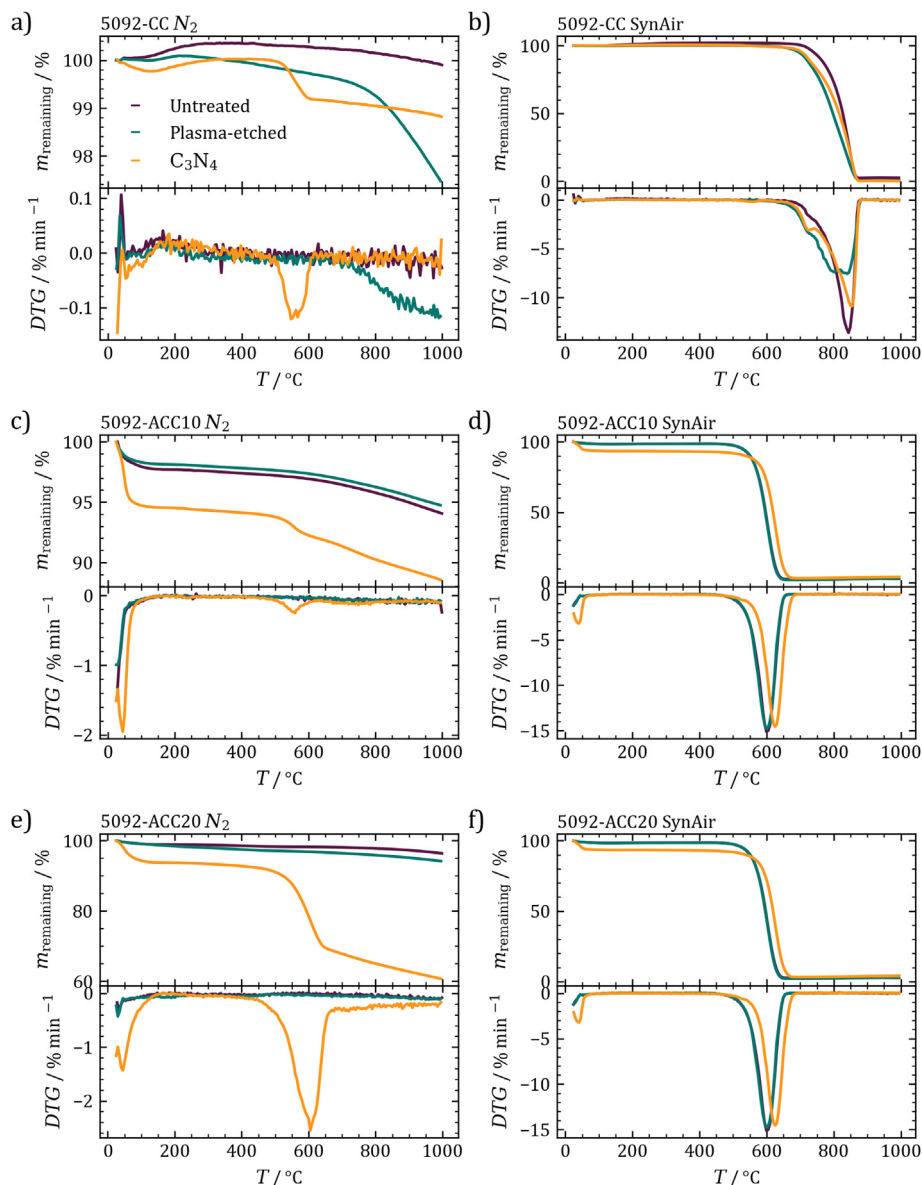 a)
5092-CC N₂
100
99
98
m_remaining / %
Untreated
Plasma-etched
C₃N₄
0.1
0.0
−0.1
DTG / % min ⁻¹
0 200 400 600 800 1000
T / °C
b)
5092-CC SynAir
100
50
0
m_remaining / %
0
−5
−10
DTG / % min ⁻¹
0 200 400 600 800 1000
T / °C
c)
5092-ACC10 N₂
100
95
90
m_remaining / %
0
−1
−2
DTG / % min ⁻¹
0 200 400 600 800 1000
T / °C
d)
5092-ACC10 SynAir
100
50
0
m_remaining / %
0
−5
−10
−15
DTG / % min ⁻¹
0 200 400 600 800 1000
T / °C
e)
5092-ACC20 N₂
100
80
60
m_remaining / %
0
−1
−2
DTG / % min ⁻¹
0 200 400 600 800 1000
T / °C
f)
5092-ACC20 SynAir
100
50
0
m_remaining / %
0
−5
−10
−15
DTG / % min ⁻¹
0 200 400 600 800 1000
T / °C